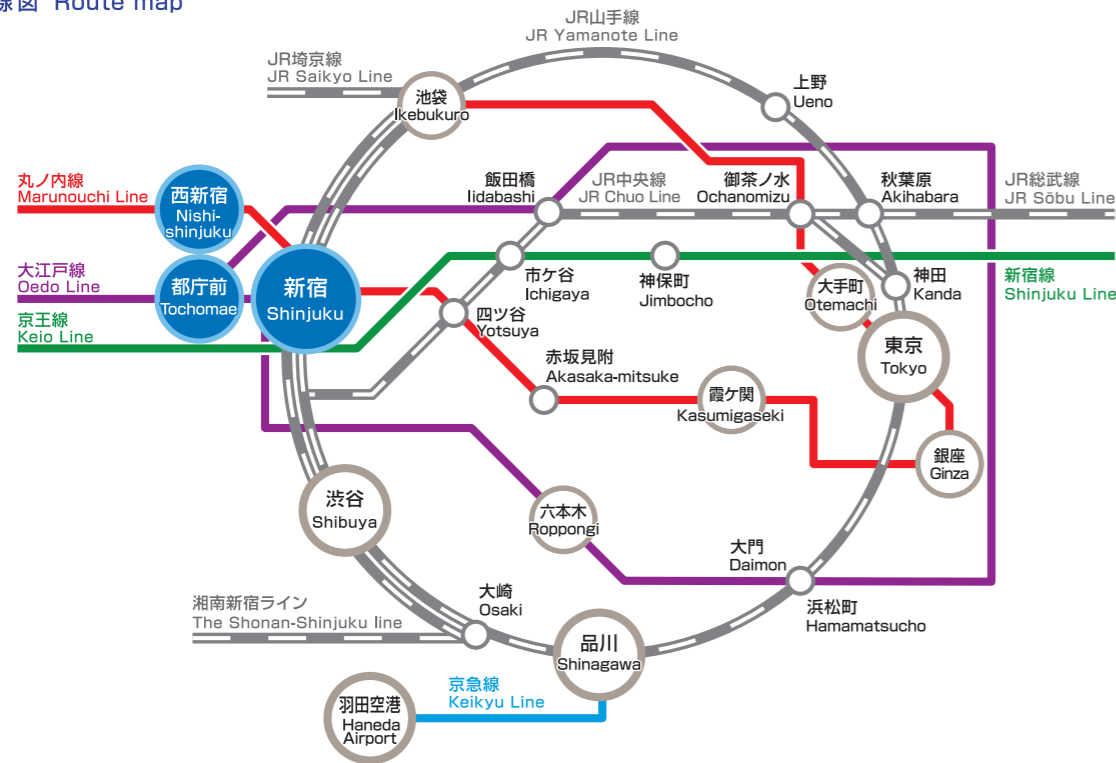 線図 Route map
JR山手線
JR Yamanote Line
JR埼京線
JR Saikyo Line
池袋
Ikebukuro
上野
Ueno
丸ノ内線
Marunouchi Line
西新宿
Nishi-
shinjuku
飯田橋
Iidabashi
JR中央線
JR Chuo Line
御茶ノ水
Ochanomizu
秋葉原
Akihabara
JR総武線
JR Sōbu Line
大江戸線
Oedo Line
都庁前
Tochomae
新宿
Shinjuku
市ケ谷
Ichigaya
神保町
Jimbocho
大手町
Otemachi
神田
Kanda
新宿線
Shinjuku Line
京王線
Keio Line
四ツ谷
Yotsuya
東京
Tokyo
赤坂見附
Akasaka-mitsuke
霞ケ関
Kasumigaseki
銀座
Ginza
渋谷
Shibuya
六本木
Roppongi
大門
Daimon
浜松町
Hamamatsucho
湘南新宿ライン
The Shonan-Shinjuku line
大崎
Osaki
品川
Shinagawa
京急線
Keikyu Line
羽田空港
Haneda
Airport